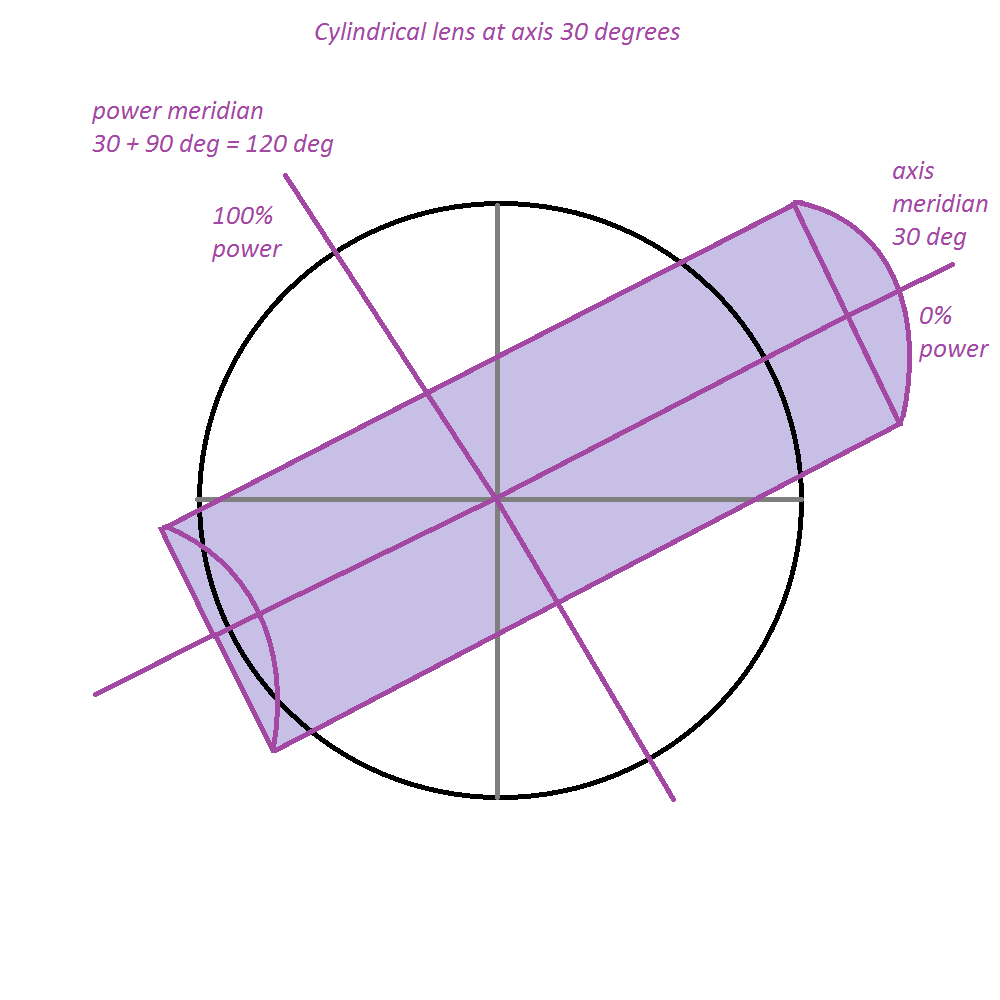 Cylindrical lens at axis 30 degrees
power meridian
30 + 90 deg = 120 deg
100%
power
axis
meridian
30 deg
0%
power